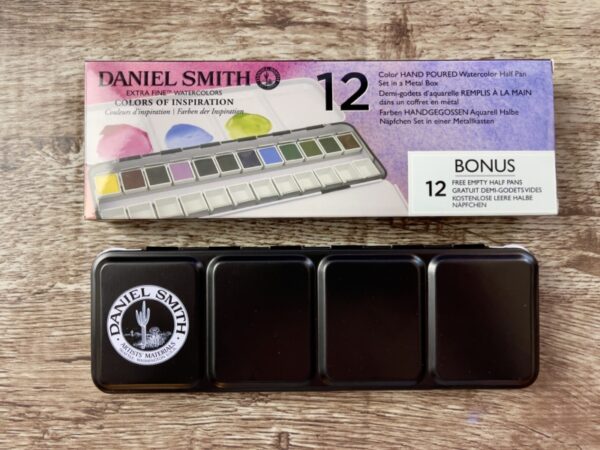 DANIEL SMITH
EXTRA FINE™ WATERCOLORS
COLORS OF INSPIRATION
Couleurs d'inspiration | Farben der Inspiration
12
Color HAND POURED Watercolor Half Pan
Set in a Metal Box
Demi-godets d'aquarelle REMPLIS À LA MAIN
dans un coffret en métal
Farben HANDGEGOSSEN Aquarell Halbe
Näpfchen Set in einer Metallkasten
BONUS
12
FREE EMPTY HALF PANS
GRATUIT DEMI-GODETS VIDES
KOSTENLOSE LEERE HALBE
NÄPFCHEN
DANIEL SMITH
ARTISTS' MATERIALS
SEATTLE, WASHINGTON